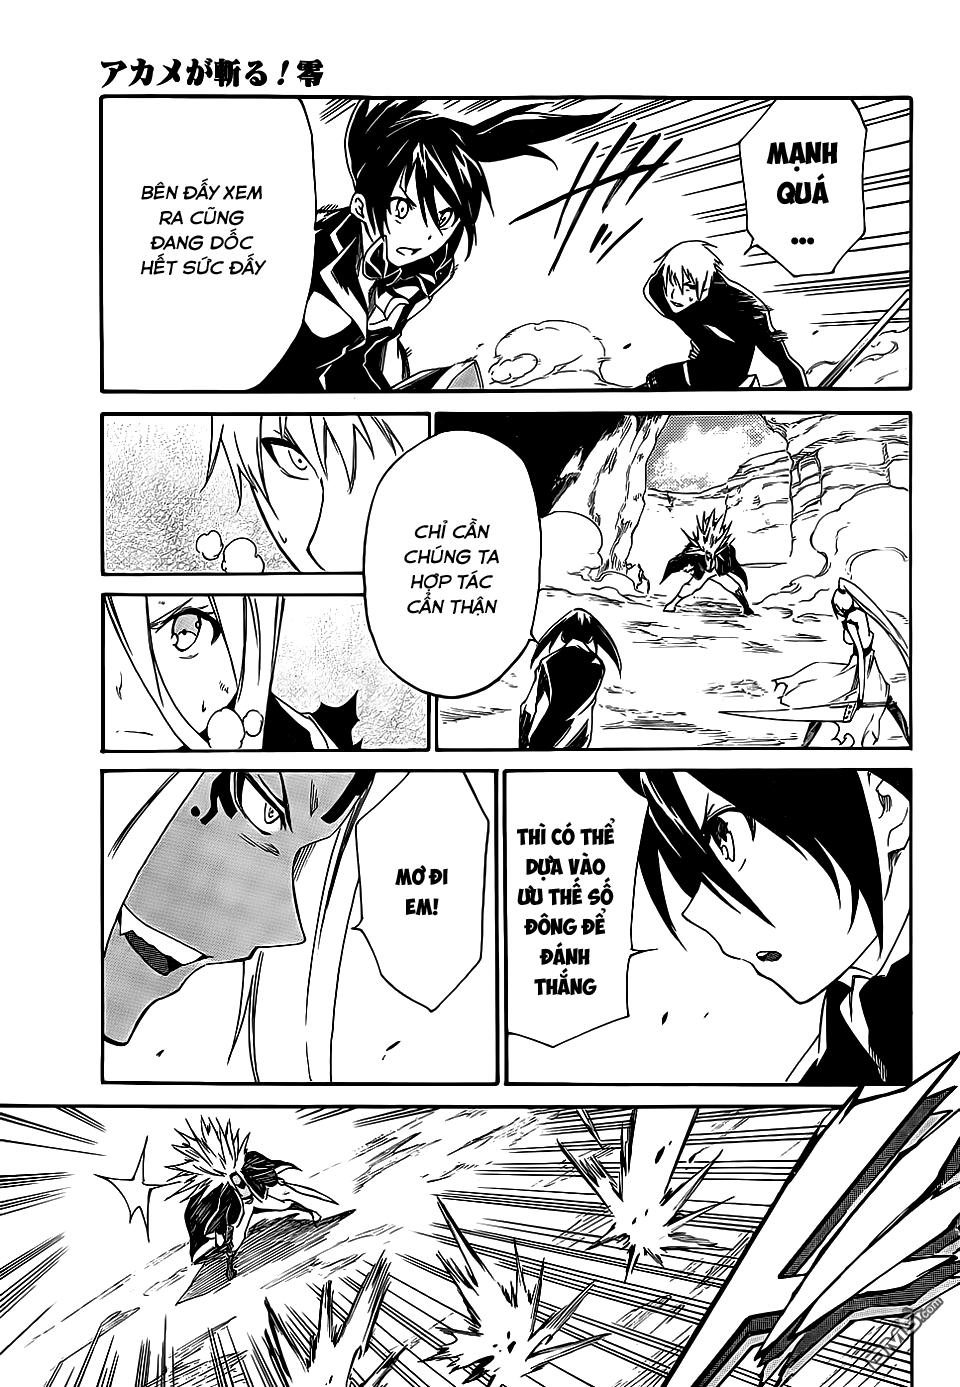 アカメが斬る！零
MẠNH
QUÁ
...
BÊN ĐẤY XEM
RA CŨNG
ĐANG DỐC
HẾT SỨC ĐẤY
CHỈ CẦN
CHÚNG TA
HỢP TÁC
CẨN THẬN
THÌ CÓ THỂ
DỰA VÀO
ƯU THẾ SỐ
ĐÔNG ĐỂ
ĐÁNH
THẮNG
MƠ ĐI
EM!